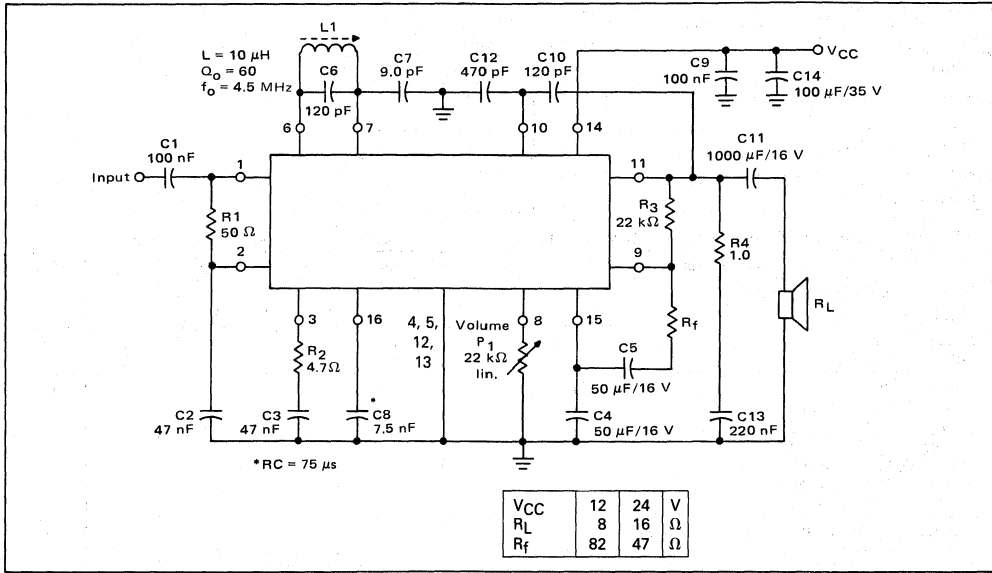 L1
L = 10 μH
Qo = 60
fo = 4.5 MHz
C6
120 pF
C7
9.0 pF
C12
470 pF
C10
120 pF
C9
100 nF
VCC
C14
100 μF/35 V
6
7
10
14
C1
100 nF
Input
1
R1
50 Ω
2
11
R3
22 kΩ
9
C11
1000 μF/16 V
R4
1.0
RL
Rf
3
16
4, 5,
12,
13
Volume
P1
22 kΩ
lin.
8
15
R2
4.7Ω
C5
50 μF/16 V
C2
47 nF
C3
47 nF
*
C8
7.5 nF
C4
50 μF/16 V
C13
220 nF
*RC = 75 μs
VCC 12 24 V
RL 8 16 Ω
Rf 82 47 Ω